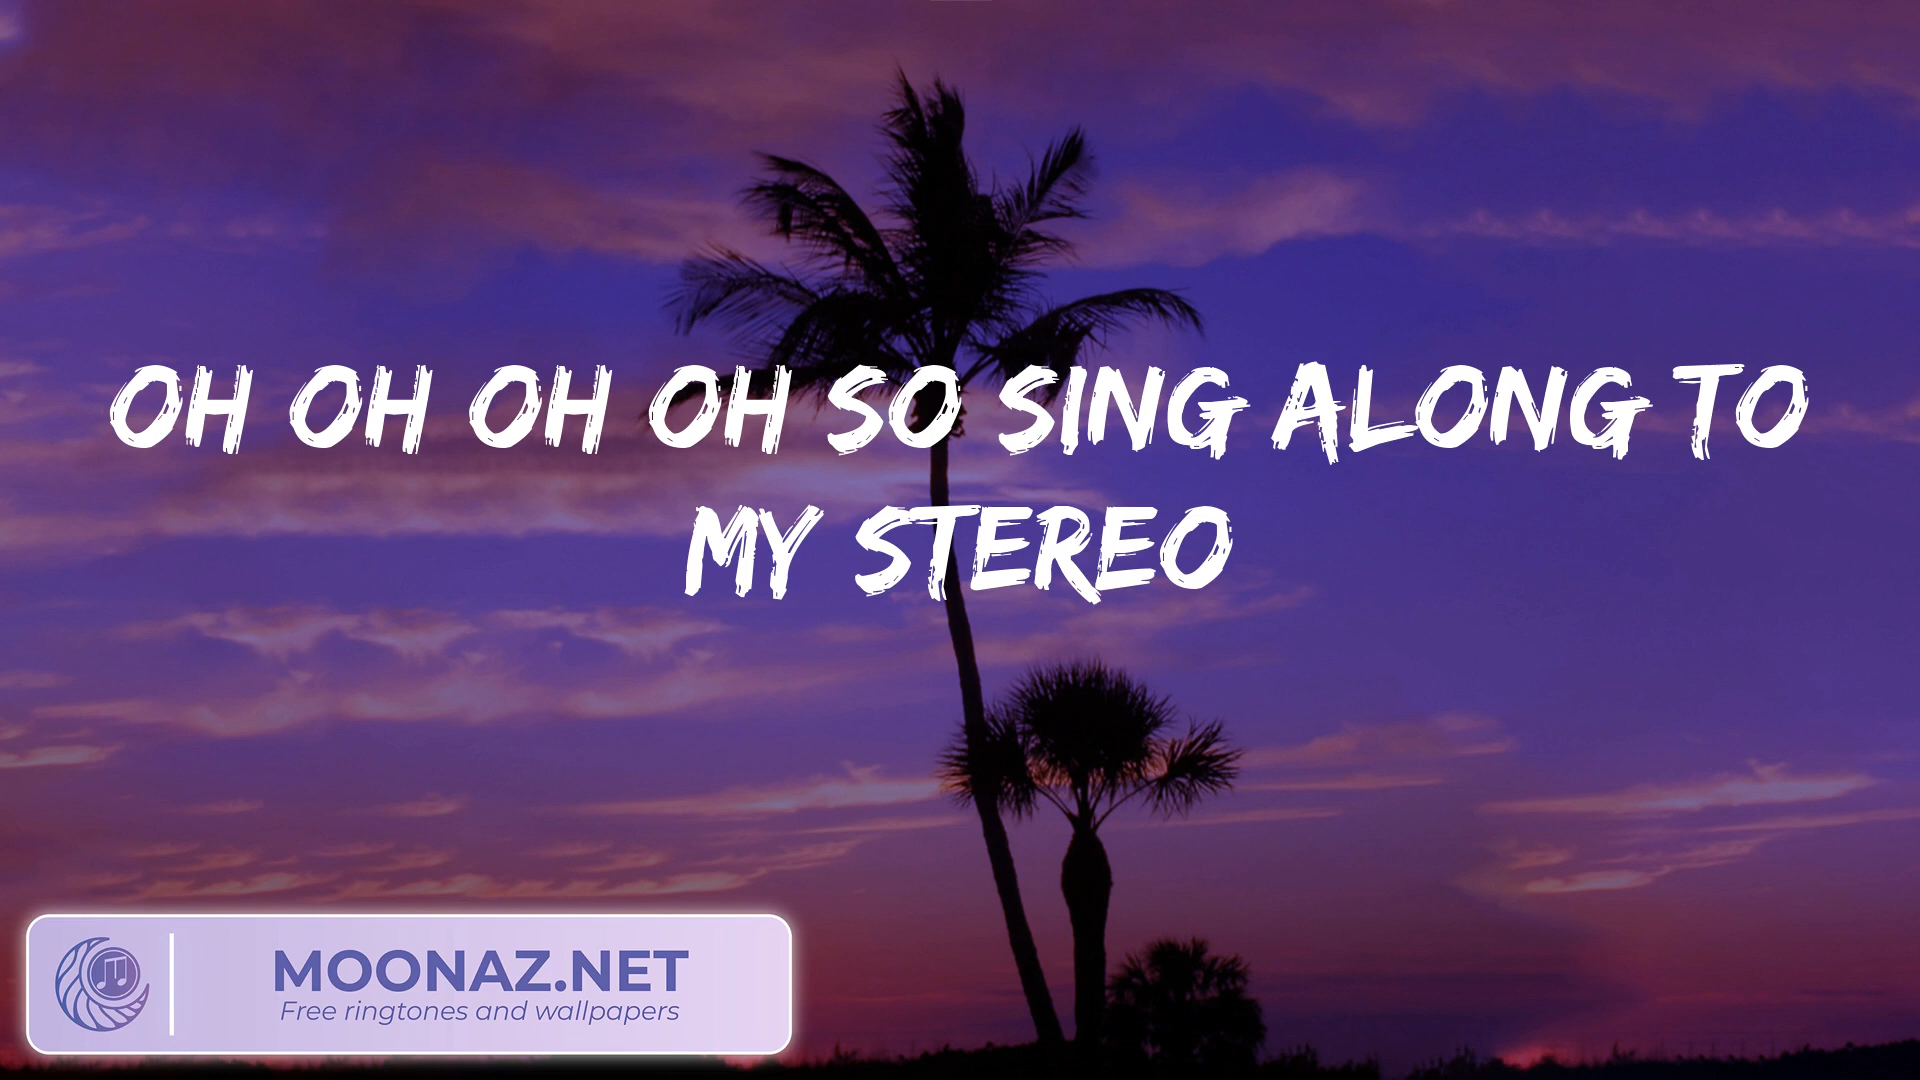 OH OH OH OH SO SING ALONG TO
MY STEREO
MOONAZ.NET
Free ringtones and wallpapers